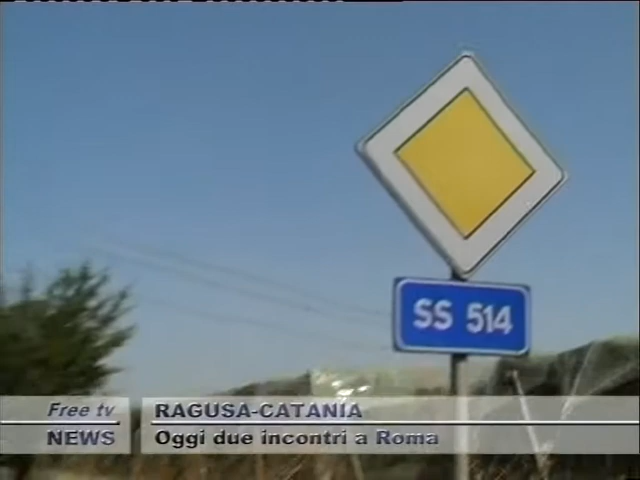 SS 514
Free tv
NEWS
RAGUSA-CATANIA
Oggi due incontri a Roma